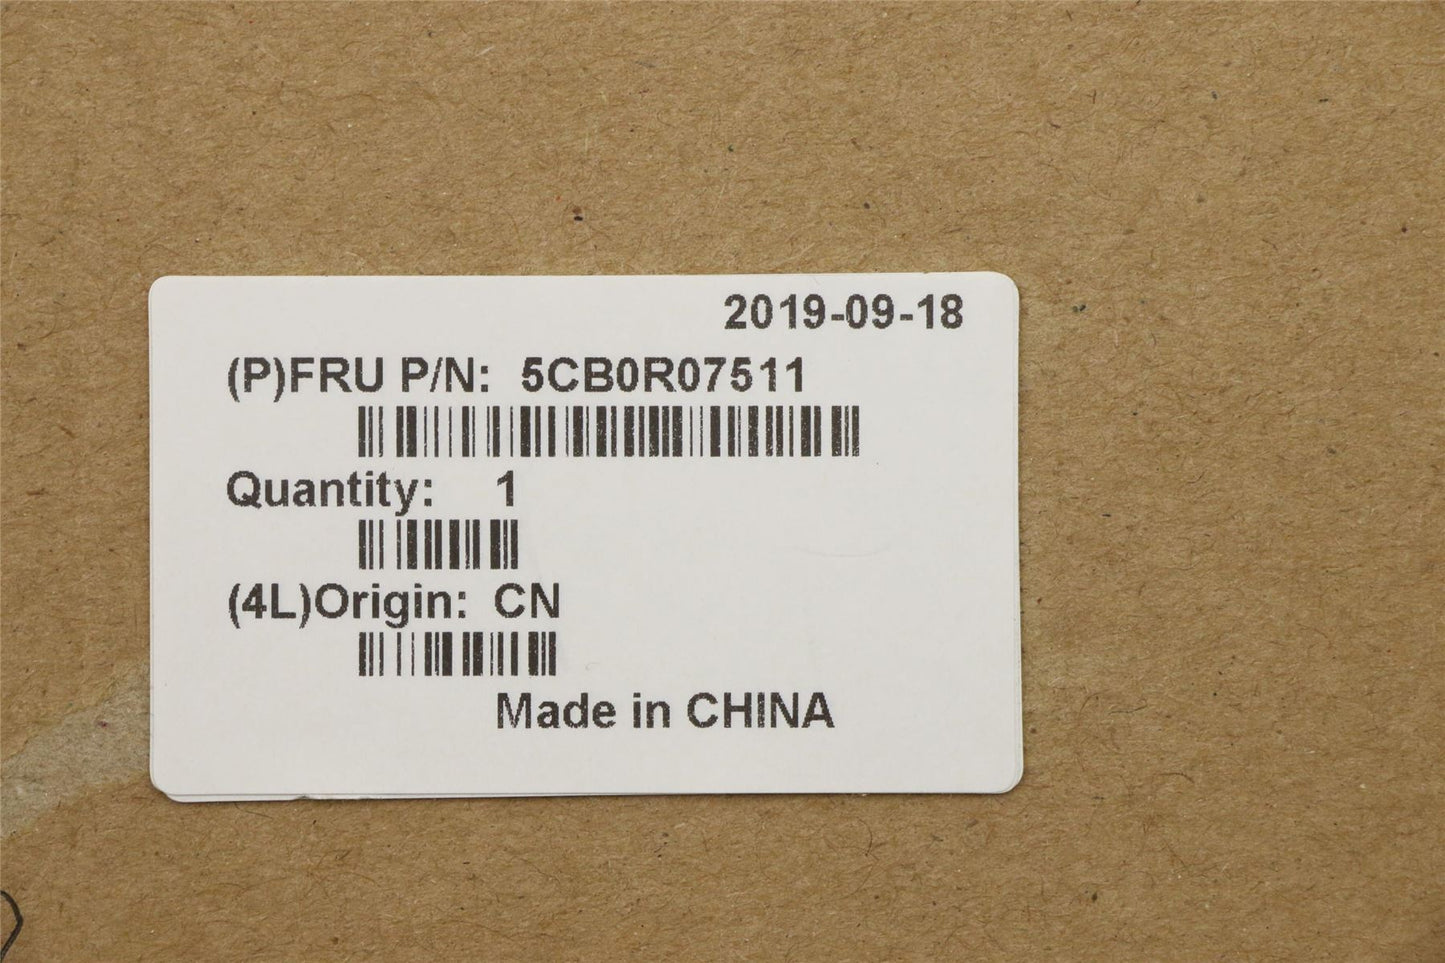 2019-09-18
(P)FRU P/N: 5CB0R07511
Quantity: 1
(4L)Origin: CN
Made in CHINA